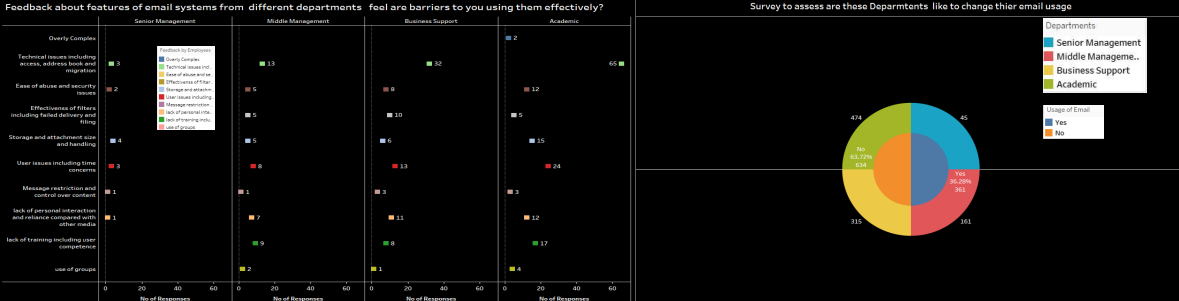 Feedback about features of email systems from  different departments  feel are barriers to you using them effectively?
Senior Management
Middle Management
Business Support
Academic
Overly Complex
2
Technical issues including
access, address book and
migration
3
13
32
65
Ease of abuse and security
issues
2
5
8
12
Effectiveness of filters
including failed delivery and
filing
5
10
5
Storage and attachment size
and handling
4
5
6
15
User issues including time
concerns
3
8
13
24
Message restriction and
control over content
1
1
3
3
lack of personal interaction
and reliance compared with
other media
1
7
11
12
lack of training including user
competence
9
8
17
use of groups
2
1
4
0 20 40 60
No of Responses
0 20 40 60
No of Responses
0 20 40 60
No of Responses
0 20 40 60
No of Responses
Feedback by Employees
Overly Complex
Technical issues incl..
Ease of abuse and se..
Effectiveness of filter..
Storage and attachm..
User issues including..
Message restriction ..
lack of personal inte..
lack of training inclu..
use of groups
Survey to assess are these Deparmtents  like to change thier email usage
Departments
Senior Management
Middle Manageme..
Business Support
Academic
Usage of Email
Yes
No
474
45
No
63.72%
634
Yes
36.28%
361
315
161